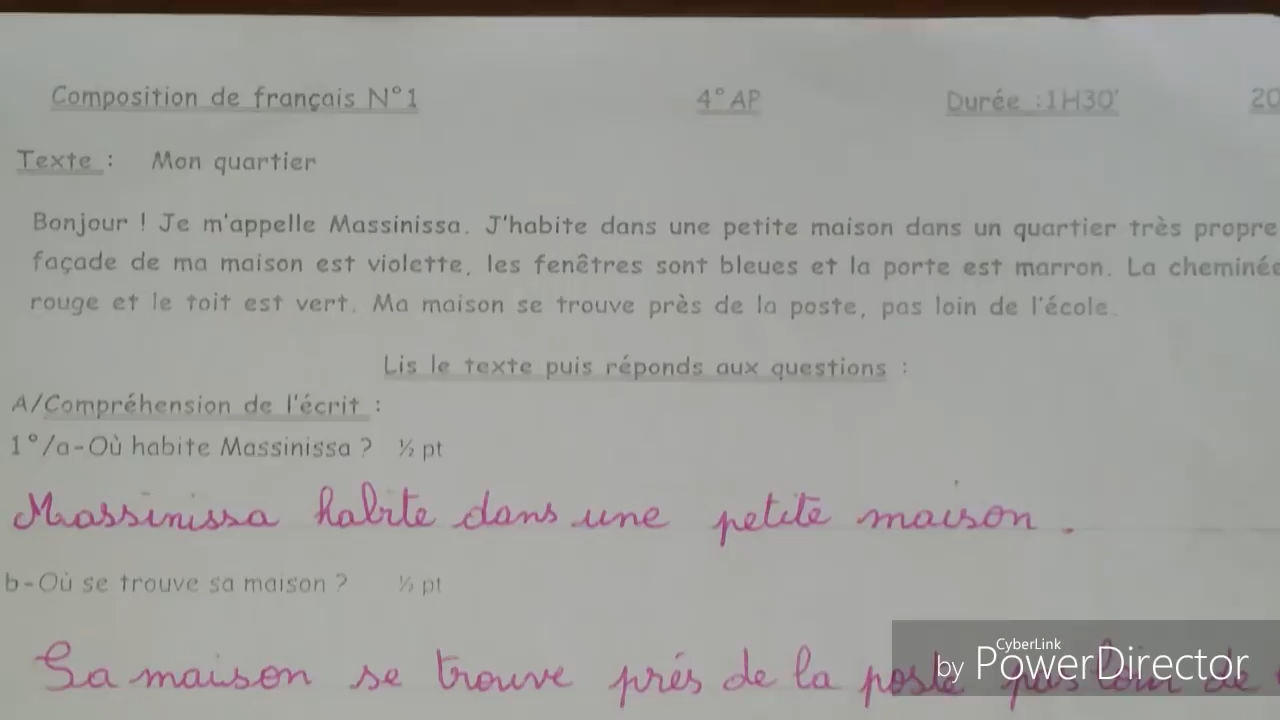 Composition de français N°1 4° AP Durée :1H30' 20
Texte : Mon quartier
Bonjour ! Je m'appelle Massinissa. J'habite dans une petite maison dans un quartier très propre
façade de ma maison est violette, les fenêtres sont bleues et la porte est marron. La cheminée
rouge et le toit est vert. Ma maison se trouve près de la poste, pas loin de l'école.
Lis le texte puis réponds aux questions :
A/Compréhension de l'écrit :
1°/a-Où habite Massinissa ? ½ pt
Massinissa habite dans une petite maison.
b-Où se trouve sa maison ? ½ pt
Sa maison se trouve prés de la poste pas loin de
CyberLink
by PowerDirector